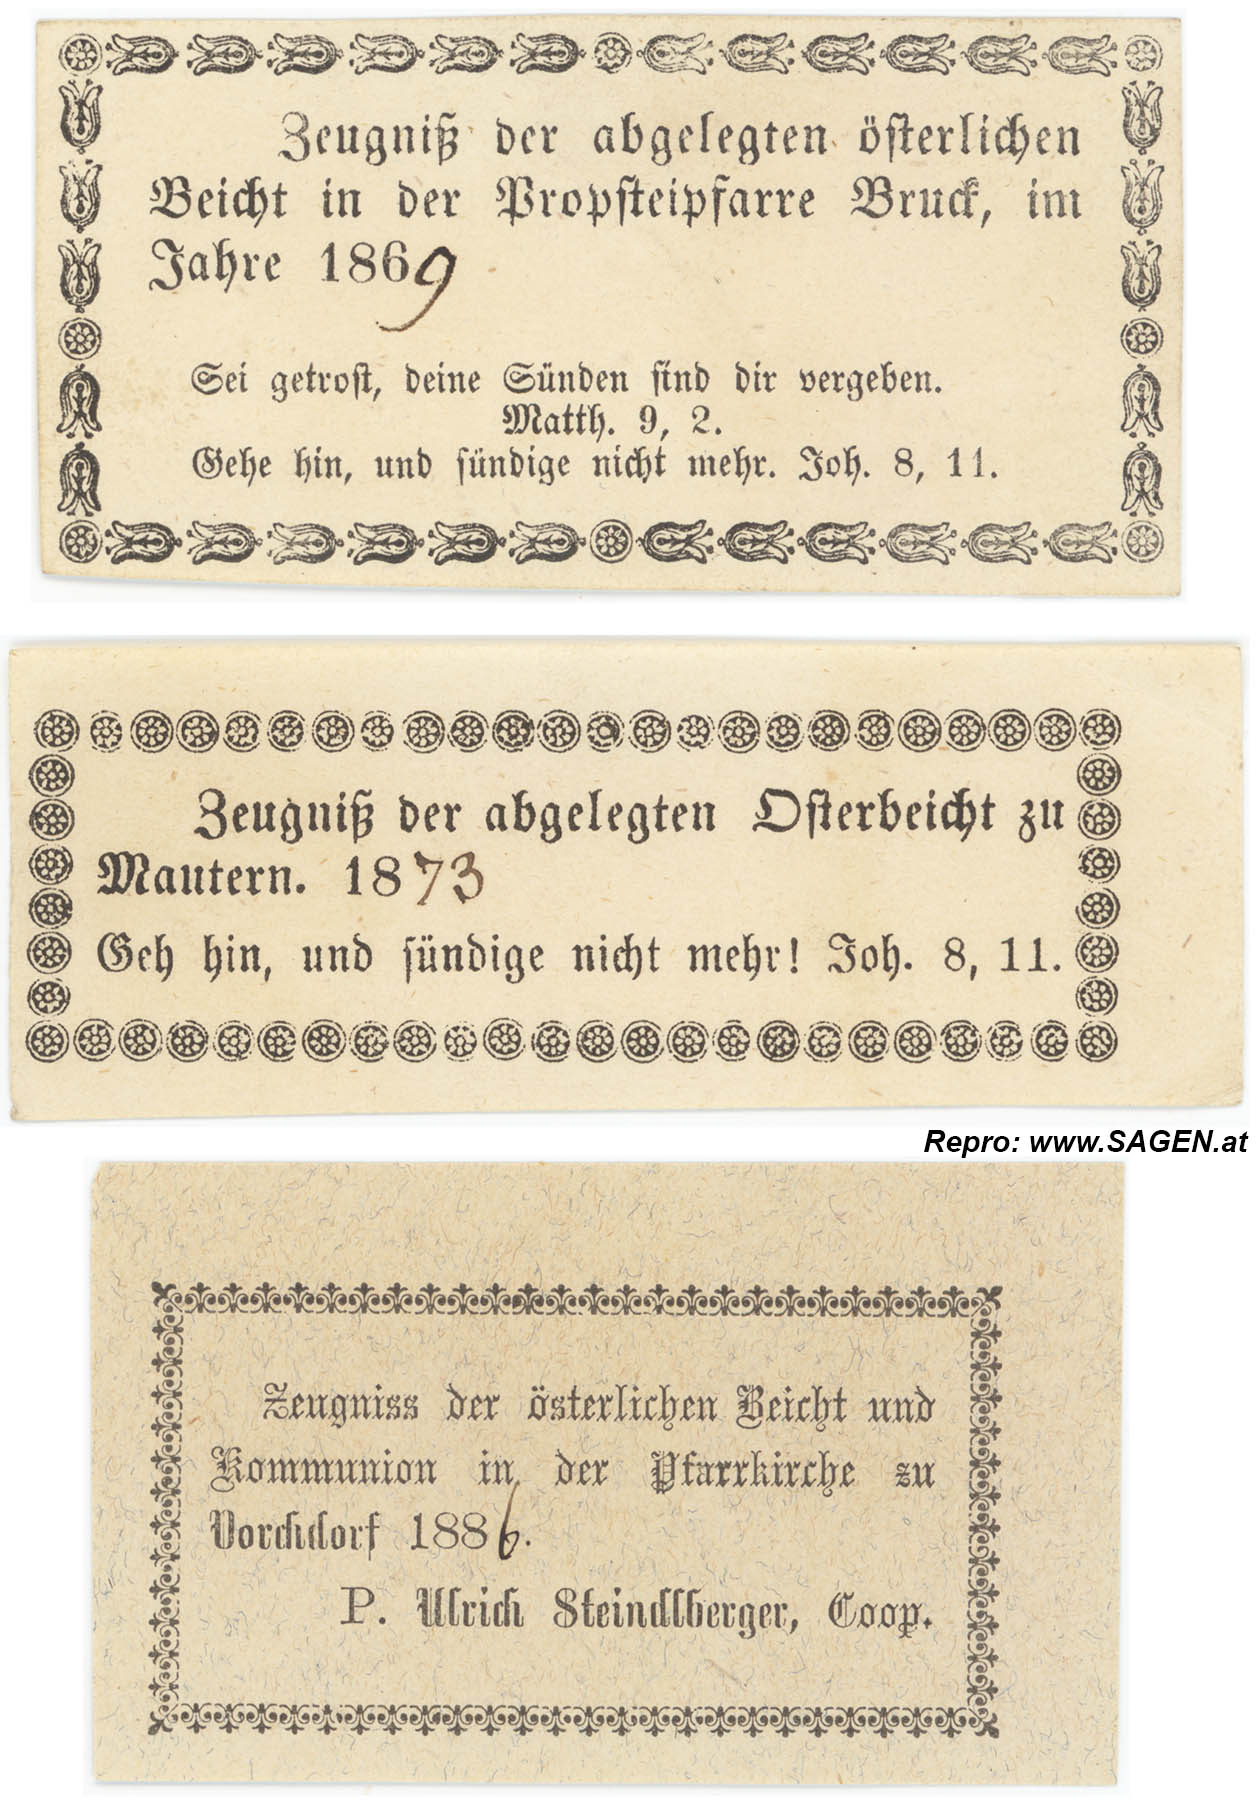 Zeugniß der abgelegten österlichen
Beicht in der Propsteipfarre Bruck, im
Jahre 1869
Sei getrost, deine Sünden sind dir vergeben.
Matth. 9, 2.
Gehe hin, und sündige nicht mehr. Joh. 8, 11.
Zeugniß der abgelegten Osterbeicht zu
Mautern. 1873
Geh hin, und sündige nicht mehr! Joh. 8, 11.
Repro: www.SAGEN.at
Zeugniss der österlichen Beicht und
Kommunion in der Pfarrkirche zu
Vorchdorf 1886.
P. Ulrich Steindlberger, Coop.